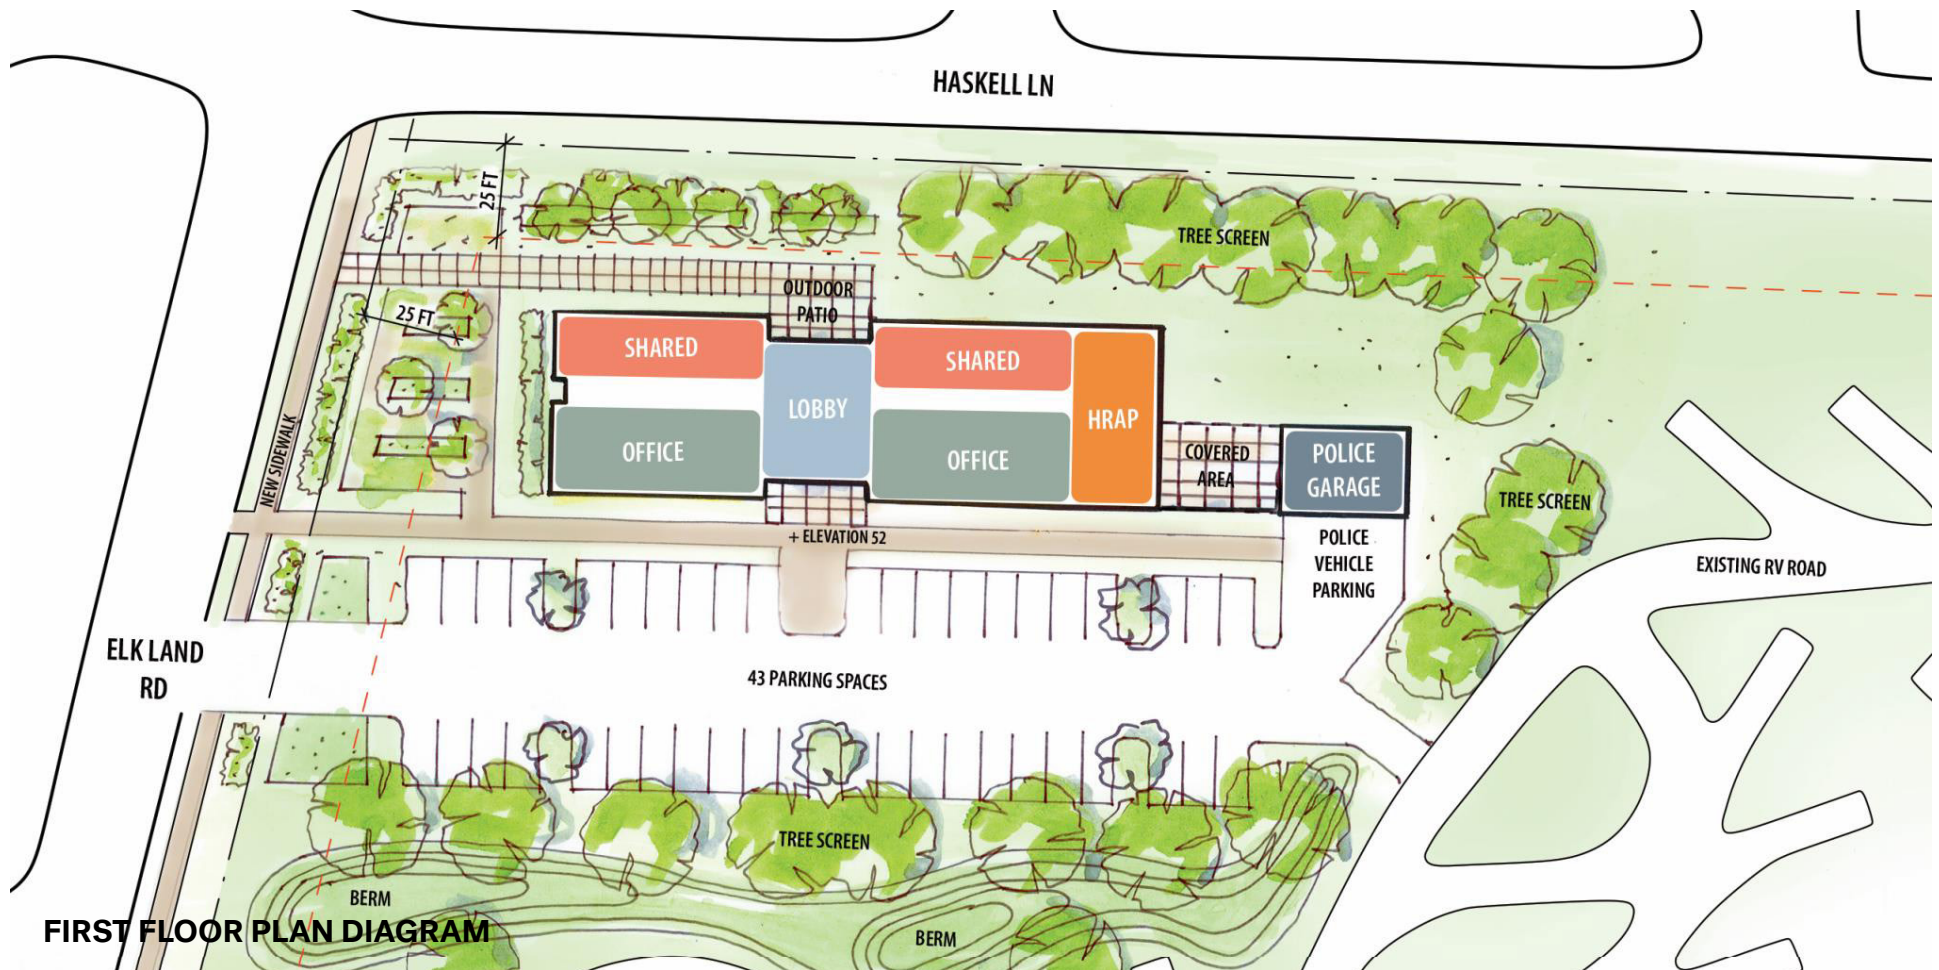 HASKELL LN
25 FT
TREE SCREEN
OUTDOOR
PATIO
25 FT
SHARED
LOBBY
SHARED
HRAP
OFFICE
OFFICE
COVERED
AREA
POLICE
GARAGE
TREE SCREEN
NEW SIDEWALK
+ ELEVATION 52
POLICE
VEHICLE
PARKING
EXISTING RV ROAD
ELK LAND
RD
43 PARKING SPACES
TREE SCREEN
BERM
BERM
FIRST FLOOR PLAN DIAGRAM